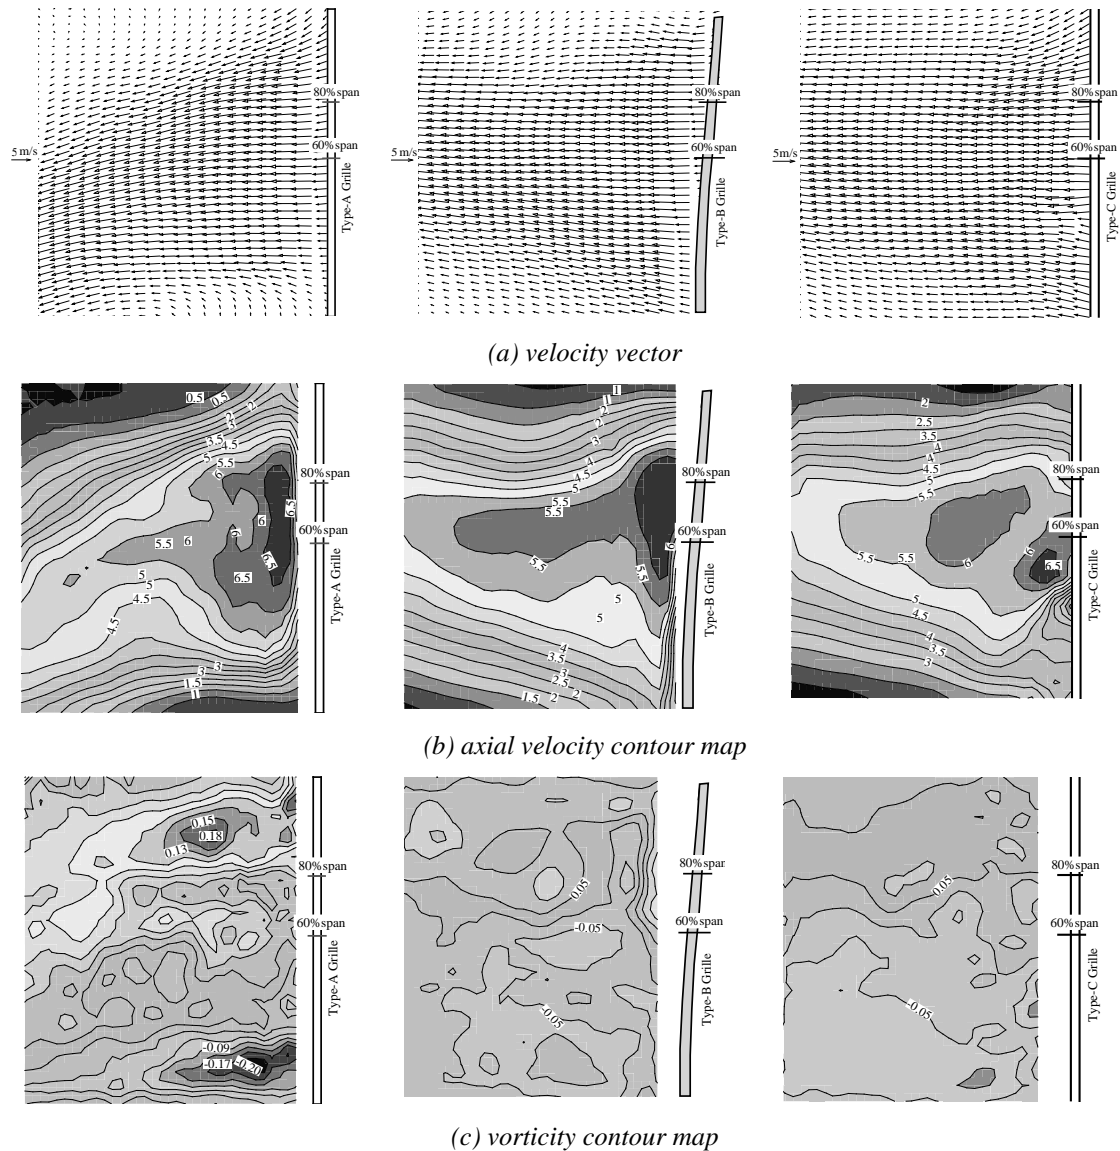 80%span
60%span
5 m/s
Type-A Grille
80%span
60%span
5 m/s
Type-B Grille
80%span
60%span
5 m/s
Type-C Grille
(a) velocity vector
0.5 0.5 2 2
3.5 4.5
5 5.5
6
6.5
80%span
60%span
6 6
5.5 6
6.5 6.5
5
5
4.5
3 3
1.5
1
Type-A Grille
1
1
2
2
3
4
4.5
5
5.5
5.5
80%span
60%span
6
5.5 5.5
5 5
4
3.5
3
2.5
2 2
1.5
Type-B Grille
2
2.5
3.5
4
4
4.5
5
5.5
80%span
60%span
5.5 5.5 6 6
6.5
5
4.5
4
3.5
3
Type-C Grille
(b) axial velocity contour map
0.15
0.18
0.13
80%span
60%span
Type-A Grille
-0.09
-0.17 -0.20
80%span
0.05
60%span
-0.05
Type-B Grille
-0.05
80%span
0.05
60%span
Type-C Grille
-0.05
(c) vorticity contour map